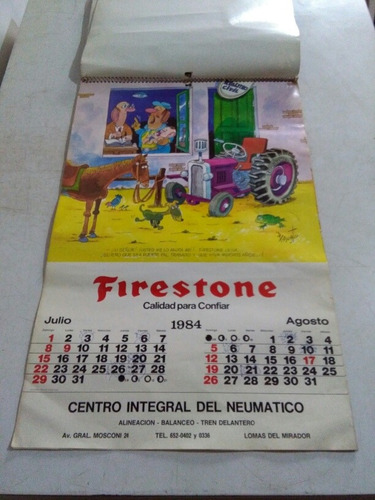 Registro
Civil
Firestone
Calidad para Confiar
Julio 1984 Agosto
1 2 3 4 5 6 7
8 9 10 11 12 13 14
15 16 17 18 19 20 21
22 23 24 25 26 27 28
29 30 31
1 2 3 4
5 6 7 8 9 10 11
12 13 14 15 16 17 18
19 20 21 22 23 24 25
26 27 28 29 30 31
CENTRO INTEGRAL DEL NEUMATICO
ALINEACION - BALANCEO - TREN DELANTERO
Av. GRAL. MOSCONI 24 TEL. 652-0402 y 0336 LOMAS DEL MIRADOR